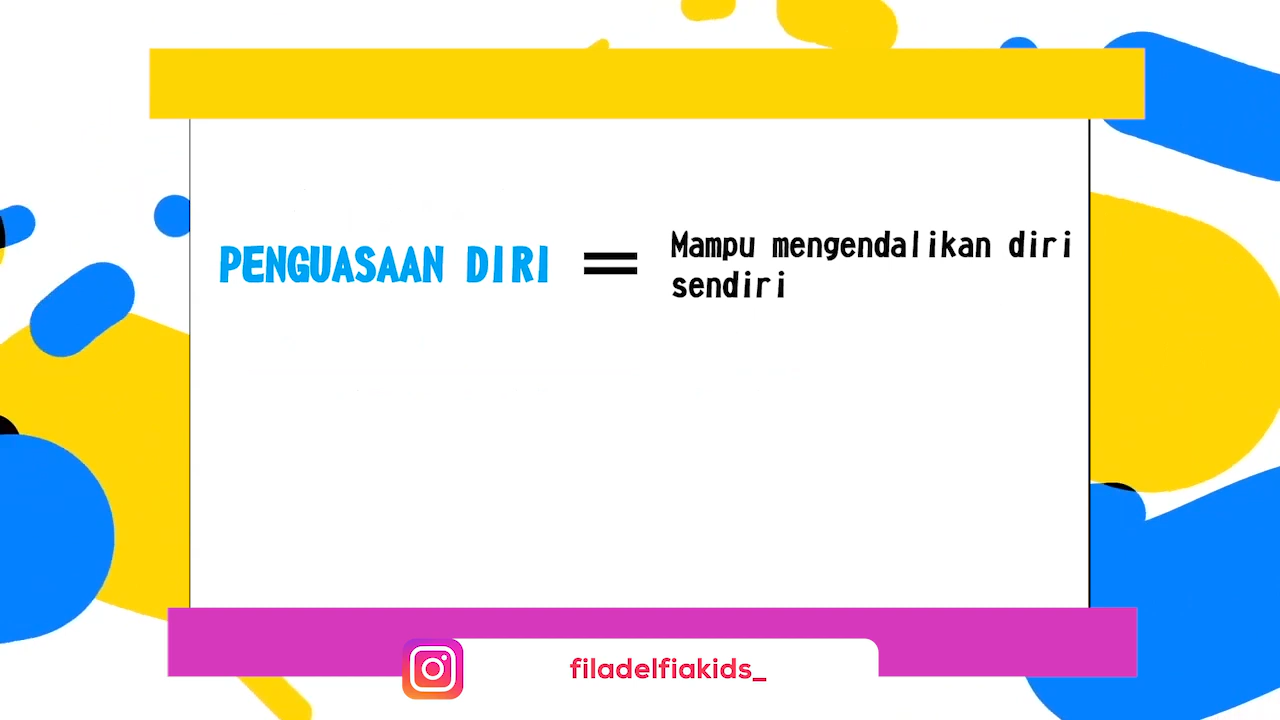 PENGUASAAN DIRI = Mampu mengendalikan diri
sendiri
filadelfiakids_